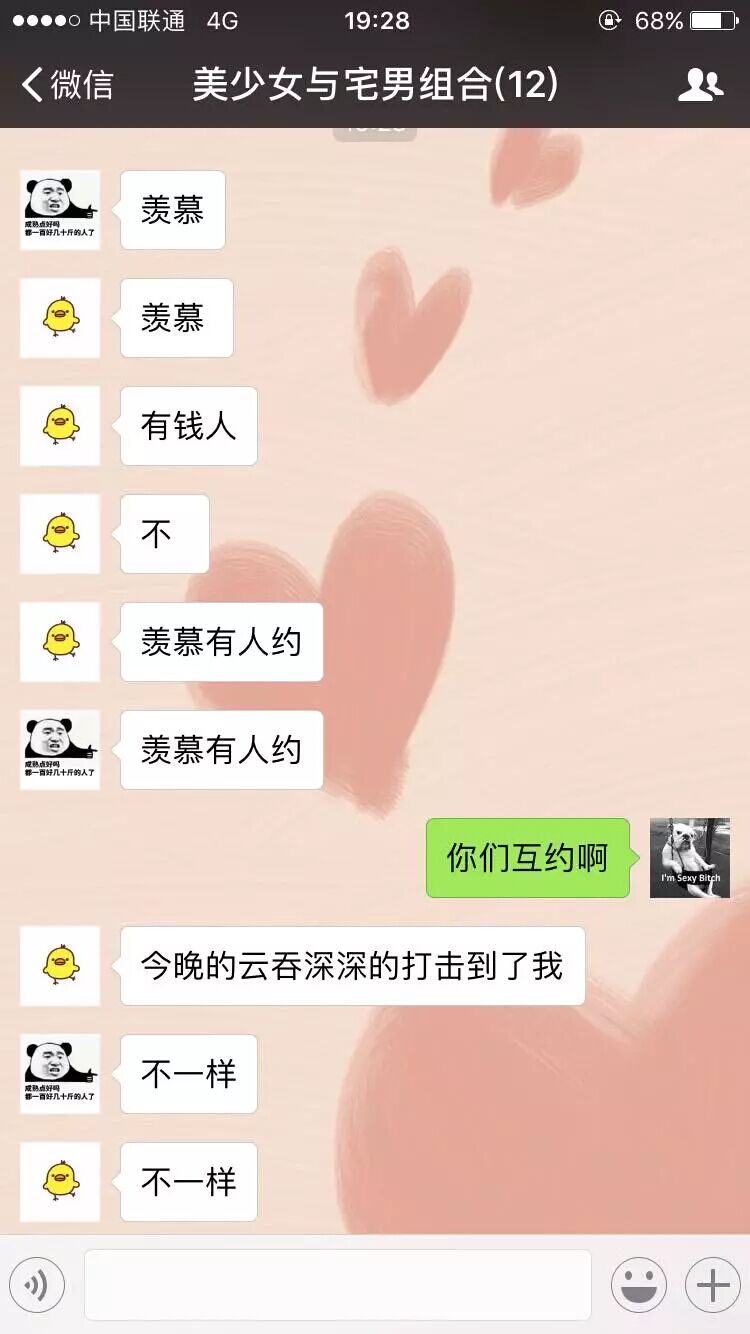 中国联通 4G 19:28 68%
微信 美少女与宅男组合(12)
成熟点好吗
都一百好几十斤的人了
羡慕
羡慕
有钱人
不
羡慕有人约
成熟点好吗
都一百好几十斤的人了
羡慕有人约
你们互约啊
I'm Sexy Bitch
今晚的云吞深深的打击到了我
成熟点好吗
都一百好几十斤的人了
不一样
不一样